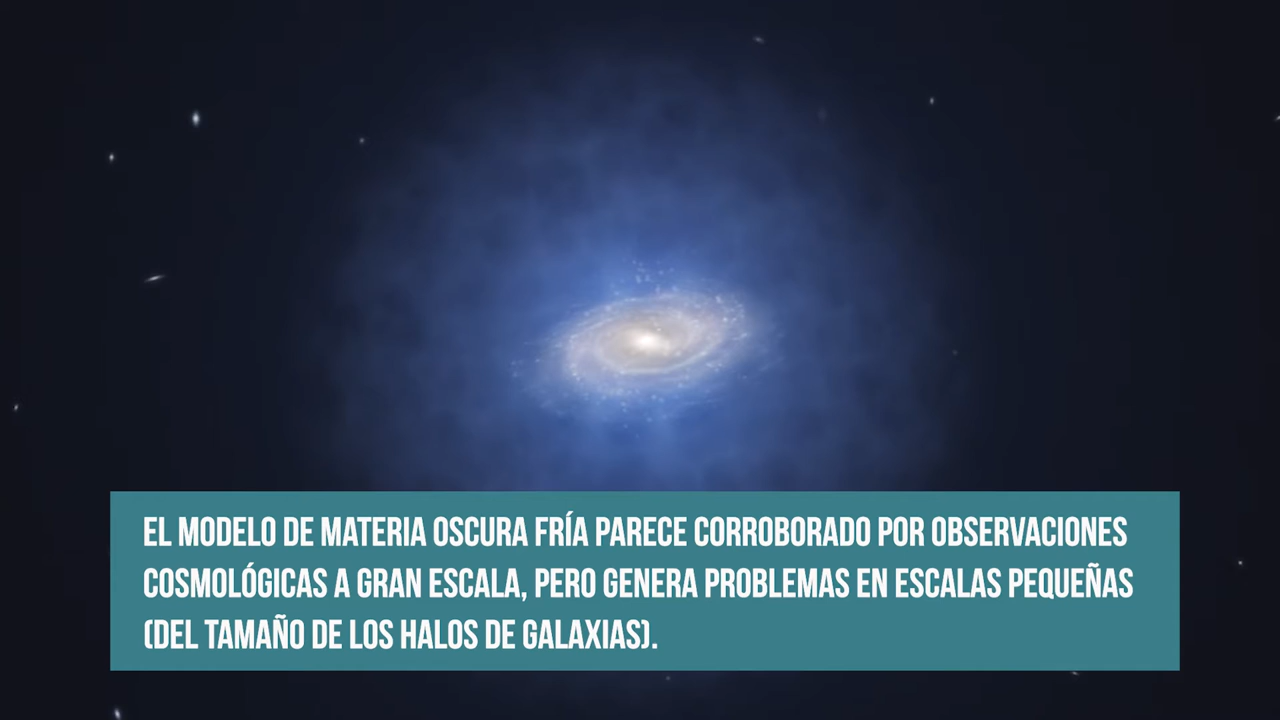 EL MODELO DE MATERIA OSCURA FRÍA PARECE CORROBORADO POR OBSERVACIONES
COSMOLÓGICAS A GRAN ESCALA, PERO GENERA PROBLEMAS EN ESCALAS PEQUEÑAS
(DEL TAMAÑO DE LOS HALOS DE GALAXIAS).